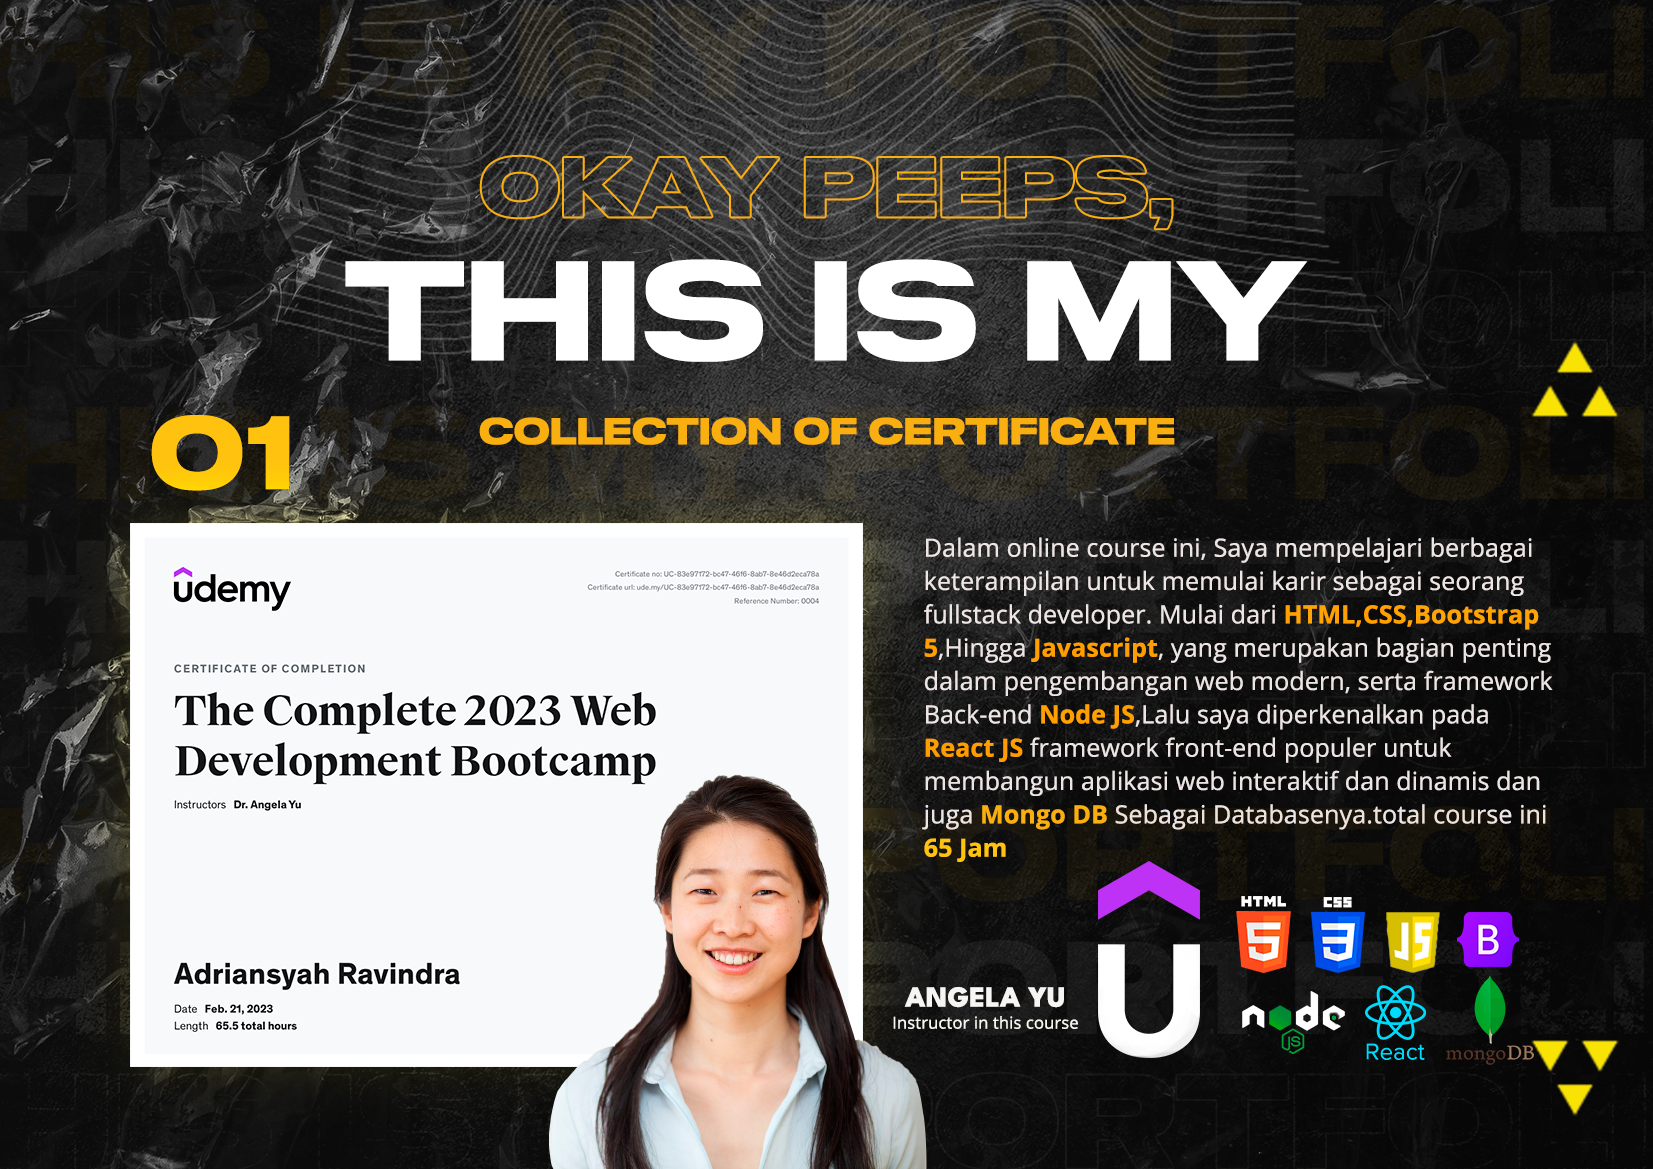 OKAY PEEPS,
THIS IS MY
COLLECTION OF CERTIFICATE
01
udemy
Certificate no: UC-83e97172-bc47-46f6-8ab7-8e46d2eca78a
Certificate url: ude.my/UC-83e97172-bc47-46f6-8ab7-8e46d2eca78a
Reference Number: 0004
CERTIFICATE OF COMPLETION
The Complete 2023 Web
Development Bootcamp
Instructors Dr. Angela Yu
Adriansyah Ravindra
Date Feb. 21, 2023
Length 65.5 total hours
Dalam online course ini, Saya mempelajari berbagai
keterampilan untuk memulai karir sebagai seorang
fullstack developer. Mulai dari HTML,CSS,Bootstrap
5,Hingga Javascript, yang merupakan bagian penting
dalam pengembangan web modern, serta framework
Back-end Node JS,Lalu saya diperkenalkan pada
React JS framework front-end populer untuk
membangun aplikasi web interaktif dan dinamis dan
juga Mongo DB Sebagai Databasenya.total course ini
65 Jam
ANGELA YU
Instructor in this course
U
HTML
5
CSS
3
JS
B
node
JS
React
mongoDB